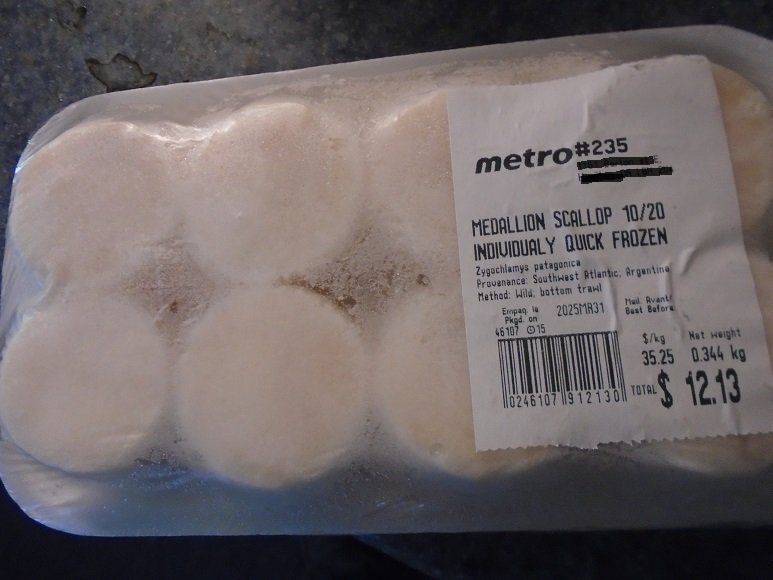 metro #235
MEDALLION SCALLOP 10/20
INDIVIDUALY QUICK FROZEN
Zygochlamys patagonica
Provenance: Southwest Atlantic, Argentina
Method: Wild, bottom trawl
Empaq. le
Pkgd. on
2025MR31
Meil. Avant/
Best Before
46107 15
$/kg
Net weight
35.25
0.344 kg
TOTAL $ 12.13
0246107 912130